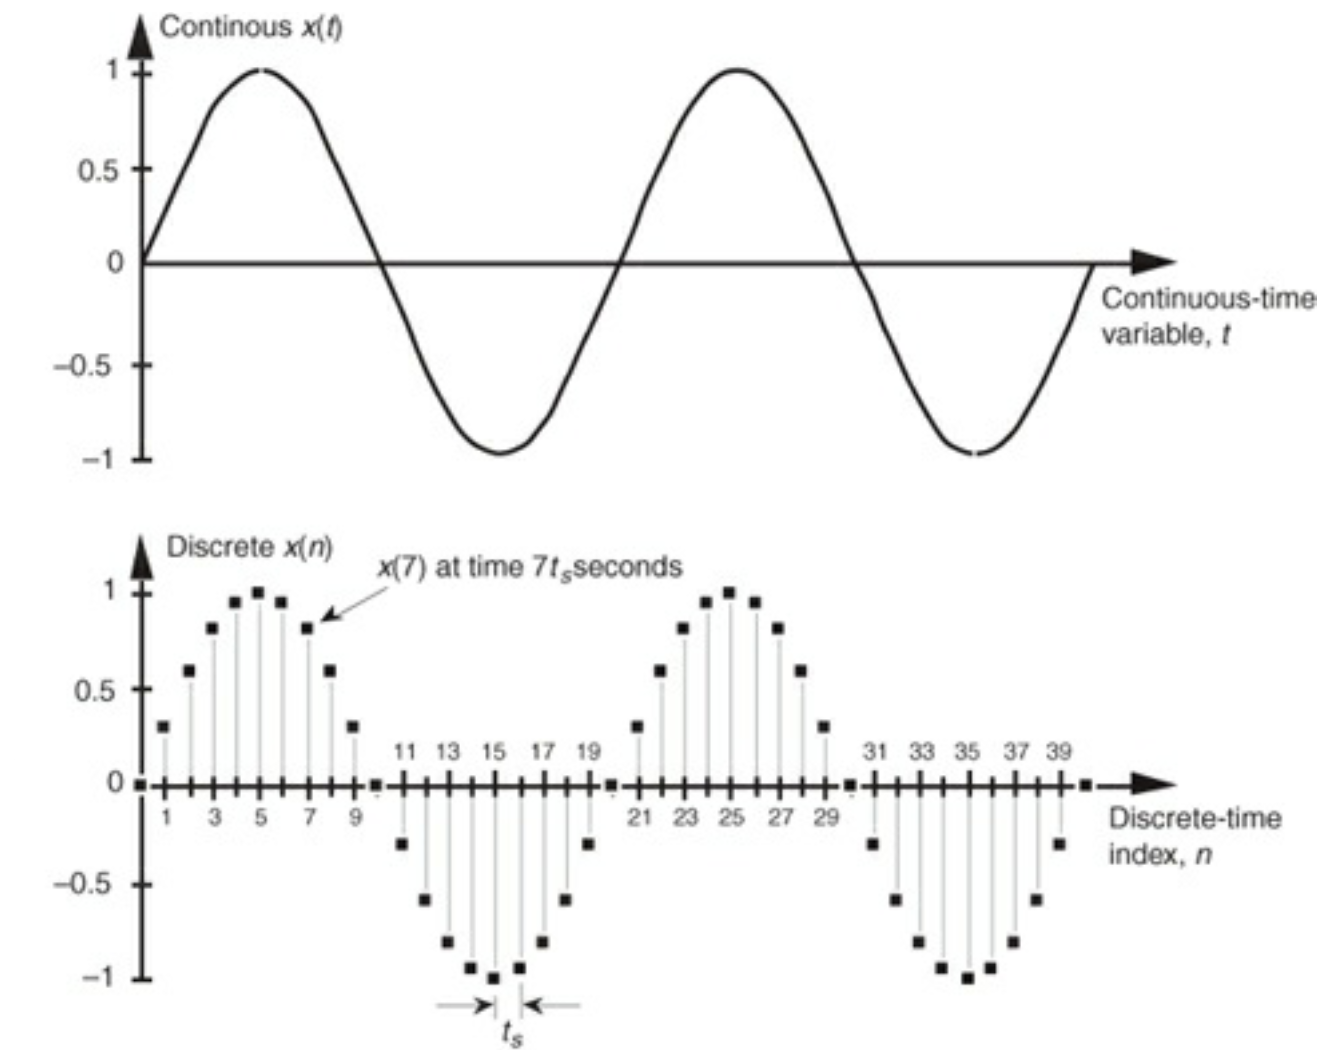 Continous x(t)
1
0.5
0
Continuous-time
variable, t
–0.5
–1
Discrete x(n)
x(7) at time 7tₛseconds
1
0.5
11 13 15 17 19 31 33 35 37 39
0
1 3 5 7 9 21 23 25 27 29
Discrete-time
index, n
–0.5
–1
tₛ